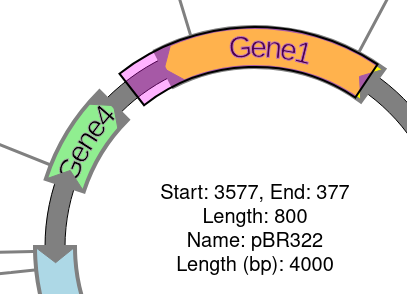 Gene1
Gene4
Start: 3577, End: 377
Length: 800
Name: pBR322
Length (bp): 4000